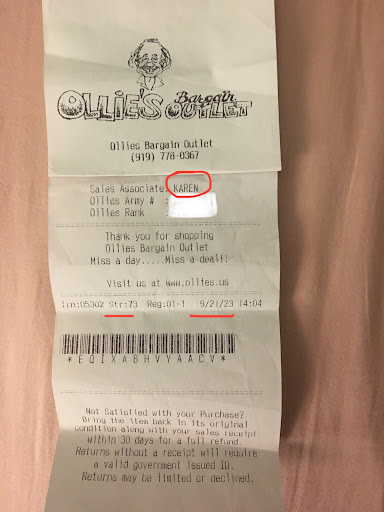 OLLIE'S Bargain OUTLET
Ollies Bargain Outlet
(919) 778-0367
Sales Associate: KAREN
Ollies Army # :
Ollies Rank :
Thank you for shopping
Ollies Bargain Outlet
Miss a day.....Miss a deal!
Visit us at www.ollies.us
Trn:05302 Str:73 Reg:01-1 9/21/23 14:04
*EQIXABHVYAACV*
Not Satisfied with your Purchase?
Bring the item back in its original
condition along with your sales receipt
within 30 days for a full refund.
Returns without a receipt will require
a valid government issued ID.
Returns may be limited or declined.